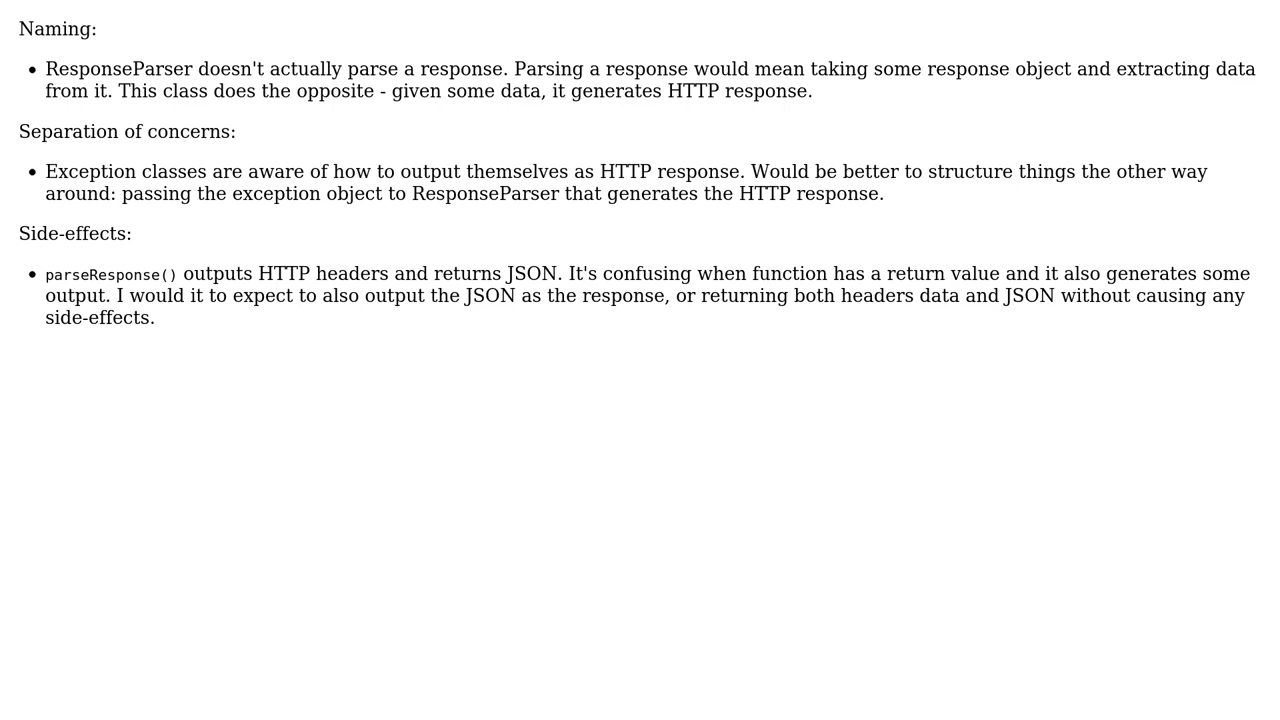 Naming:
• ResponseParser doesn't actually parse a response. Parsing a response would mean taking some response object and extracting data
from it. This class does the opposite - given some data, it generates HTTP response.
Separation of concerns:
• Exception classes are aware of how to output themselves as HTTP response. Would be better to structure things the other way
around: passing the exception object to ResponseParser that generates the HTTP response.
Side-effects:
• parseResponse() outputs HTTP headers and returns JSON. It's confusing when function has a return value and it also generates some
output. I would it to expect to also output the JSON as the response, or returning both headers data and JSON without causing any
side-effects.